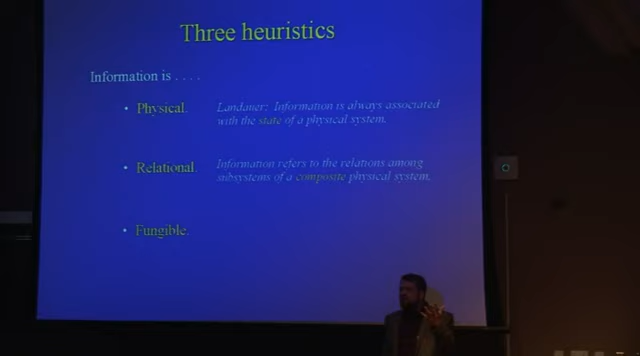 Three heuristics
Information is . . . .
• Physical.
Landauer: Information is always associated
with the state of a physical system.
• Relational.
Information refers to the relations among
subsystems of a composite physical system.
• Fungible.